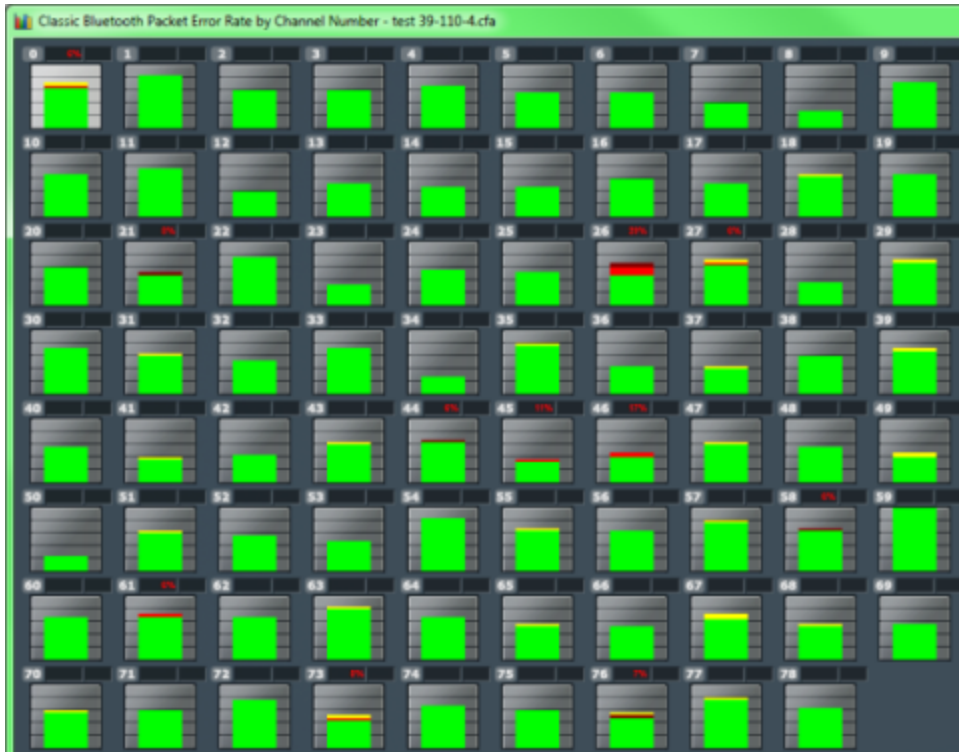 Classic Bluetooth Packet Error Rate by Channel Number - test 39-110-4.cfa
0 0% 1 2 3 4 5 6 7 8 9
10 11 12 13 14 15 16 17 18 19
20 21 22 23 24 25 26 27 28 29
30 31 32 33 34 35 36 37 38 39
40 41 42 43 44 45 11% 46 17% 47 48 49
50 51 52 53 54 55 56 57 58 59
60 61 62 63 64 65 66 67 68 69
70 71 72 73 74 75 76 7% 77 78